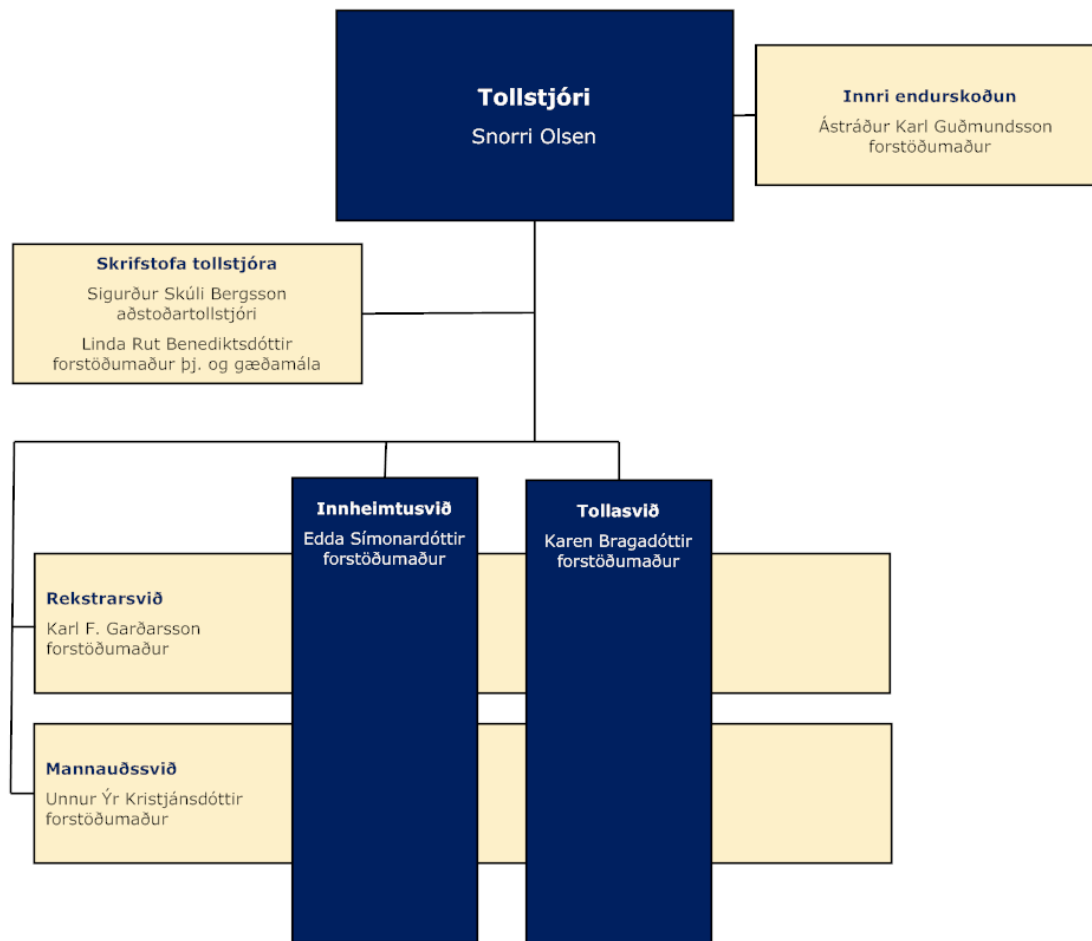 Tollstjóri
Snorri Olsen
Innri endurskoðun
Ástráður Karl Guðmundsson
forstöðumaður
Skrifstofa tollstjóra
Sigurður Skúli Bergsson
aðstoðartollstjóri
Linda Rut Benediktsdóttir
forstöðumaður þj. og gæðamála
Innheimtusvið
Edda Símonardóttir
forstöðumaður
Tollasvið
Karen Bragadóttir
forstöðumaður
Rekstrarsvið
Karl F. Garðarsson
forstöðumaður
Mannauðssvið
Unnur Ýr Kristjánsdóttir
forstöðumaður